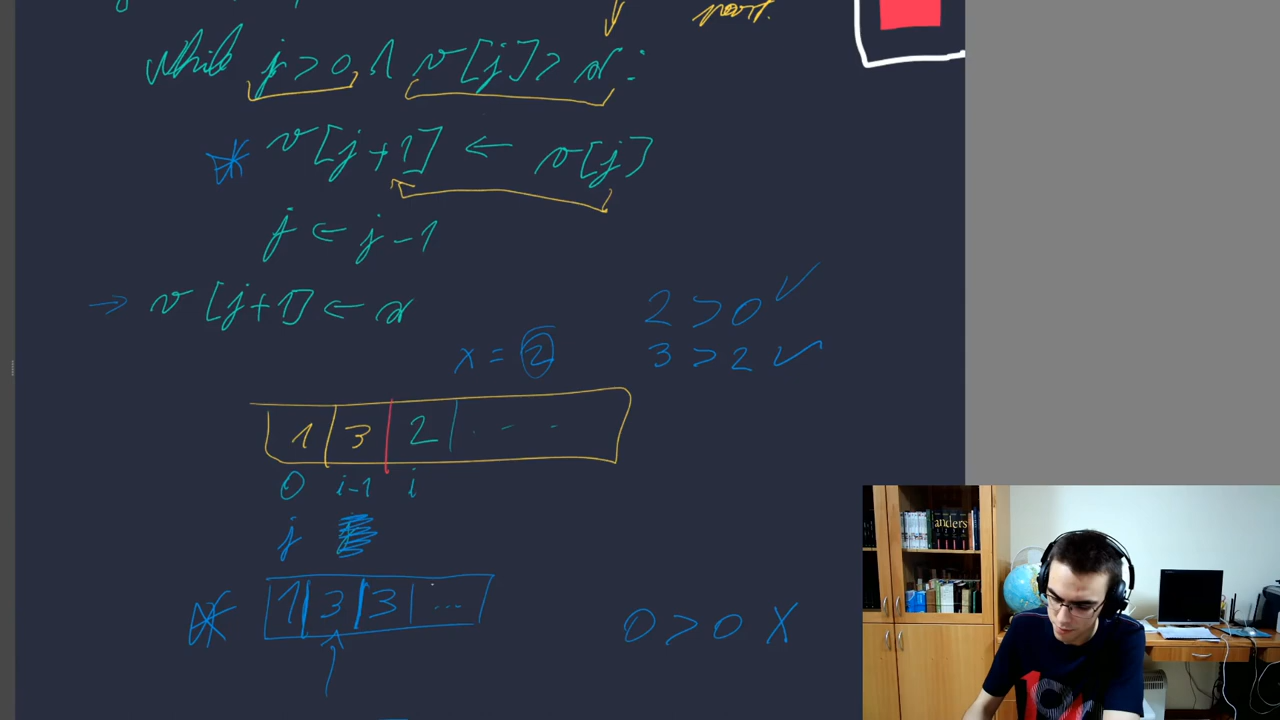 while j > 0 ∧ v[j] > x :
* v[j+1] ← v[j]
j ← j-1
→ v[j+1] ← x
2 > 0 ✓
x = 2
3 > 2 ✓
1 3 2 . - -
0 i-1 i
j
* 1 3 3 ...
0 > 0 X
anders